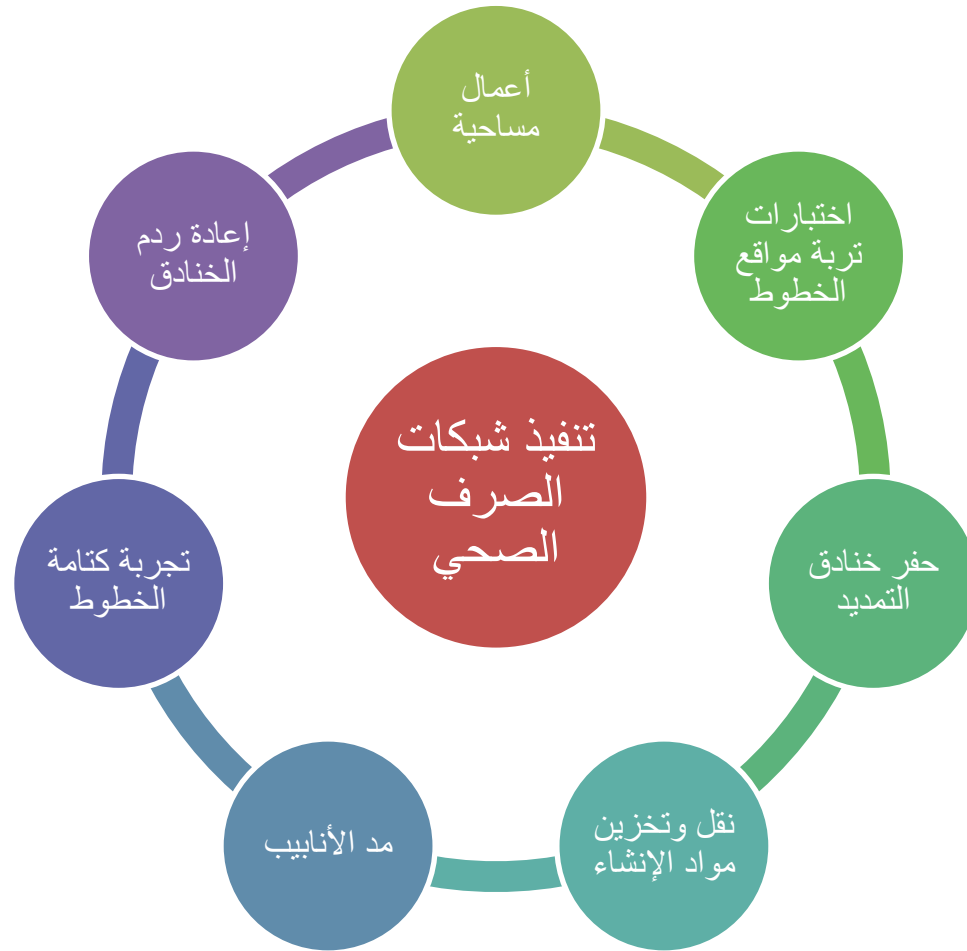 أعمال
مساحية
اختبارات
تربة مواقع
الخطوط
حفر خنادق
التمديد
نقل وتخزين
مواد الإنشاء
مد الأنابيب
تجربة كتامة
الخطوط
إعادة ردم
الخنادق
تنفيذ شبكات
الصرف
الصحي